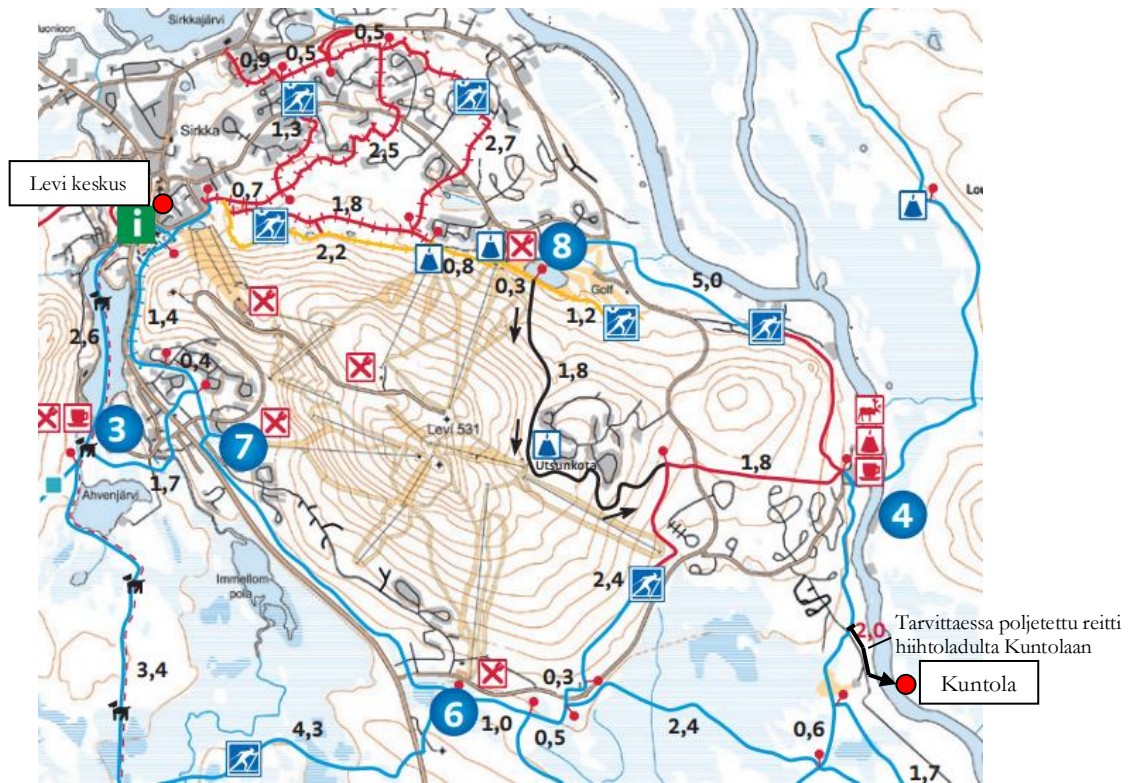 Sirkkajärvi
uonioon
0,9
0,5
0,5
Sirkka
1,3
2,5
2,7
Levi keskus
i
0,7
1,8
2,2
0,8
8
0,3
Golf
5,0
1,2
1,4
2,6
0,4
1,8
3
7
Levi 531
Utsunkota
1,8
4
1,7
Ahvenjärvi
Immellom-
pola
2,4
3,4
2,0
Tarvittaessa poljetettu reitti
hiihtoladulta Kuntolaan
Kuntola
0,3
6
1,0
0,5
2,4
0,6
4,3
1,7